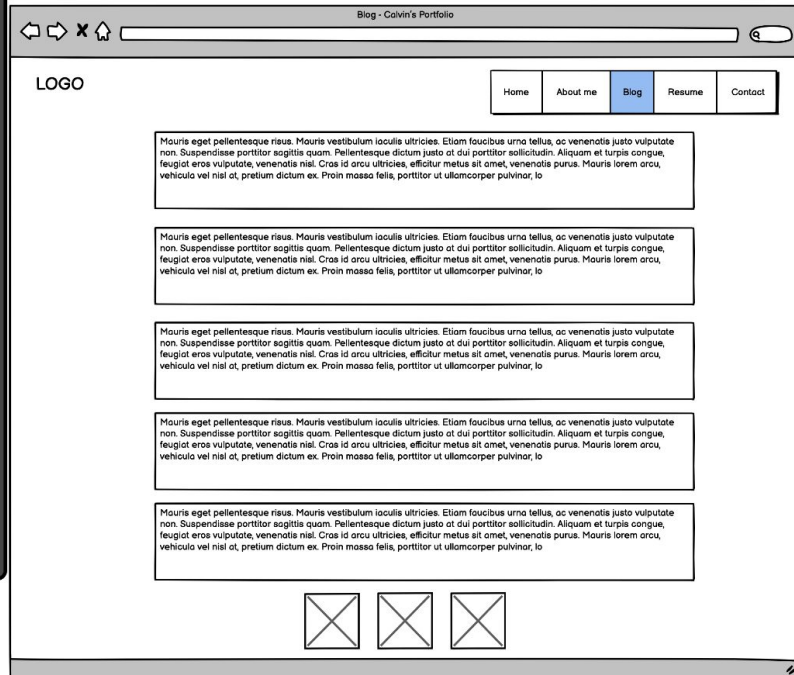 Blog - Calvin's Portfolio
LOGO
Home
About me
Blog
Resume
Contact
Mauris eget pellentesque risus. Mauris vestibulum iaculis ultricies. Etiam faucibus urna tellus, ac venenatis justo vulputate
non. Suspendisse porttitor sagittis quam. Pellentesque dictum justo at dui porttitor sollicitudin. Aliquam et turpis congue,
feugiat eros vulputate, venenatis nisl. Cras id arcu ultricies, efficitur metus sit amet, venenatis purus. Mauris lorem arcu,
vehicula vel nisl at, pretium dictum ex. Proin massa felis, porttitor ut ullamcorper pulvinar, lo
Mauris eget pellentesque risus. Mauris vestibulum iaculis ultricies. Etiam faucibus urna tellus, ac venenatis justo vulputate
non. Suspendisse porttitor sagittis quam. Pellentesque dictum justo at dui porttitor sollicitudin. Aliquam et turpis congue,
feugiat eros vulputate, venenatis nisl. Cras id arcu ultricies, efficitur metus sit amet, venenatis purus. Mauris lorem arcu,
vehicula vel nisl at, pretium dictum ex. Proin massa felis, porttitor ut ullamcorper pulvinar, lo
Mauris eget pellentesque risus. Mauris vestibulum iaculis ultricies. Etiam faucibus urna tellus, ac venenatis justo vulputate
non. Suspendisse porttitor sagittis quam. Pellentesque dictum justo at dui porttitor sollicitudin. Aliquam et turpis congue,
feugiat eros vulputate, venenatis nisl. Cras id arcu ultricies, efficitur metus sit amet, venenatis purus. Mauris lorem arcu,
vehicula vel nisl at, pretium dictum ex. Proin massa felis, porttitor ut ullamcorper pulvinar, lo
Mauris eget pellentesque risus. Mauris vestibulum iaculis ultricies. Etiam faucibus urna tellus, ac venenatis justo vulputate
non. Suspendisse porttitor sagittis quam. Pellentesque dictum justo at dui porttitor sollicitudin. Aliquam et turpis congue,
feugiat eros vulputate, venenatis nisl. Cras id arcu ultricies, efficitur metus sit amet, venenatis purus. Mauris lorem arcu,
vehicula vel nisl at, pretium dictum ex. Proin massa felis, porttitor ut ullamcorper pulvinar, lo
Mauris eget pellentesque risus. Mauris vestibulum iaculis ultricies. Etiam faucibus urna tellus, ac venenatis justo vulputate
non. Suspendisse porttitor sagittis quam. Pellentesque dictum justo at dui porttitor sollicitudin. Aliquam et turpis congue,
feugiat eros vulputate, venenatis nisl. Cras id arcu ultricies, efficitur metus sit amet, venenatis purus. Mauris lorem arcu,
vehicula vel nisl at, pretium dictum ex. Proin massa felis, porttitor ut ullamcorper pulvinar, lo